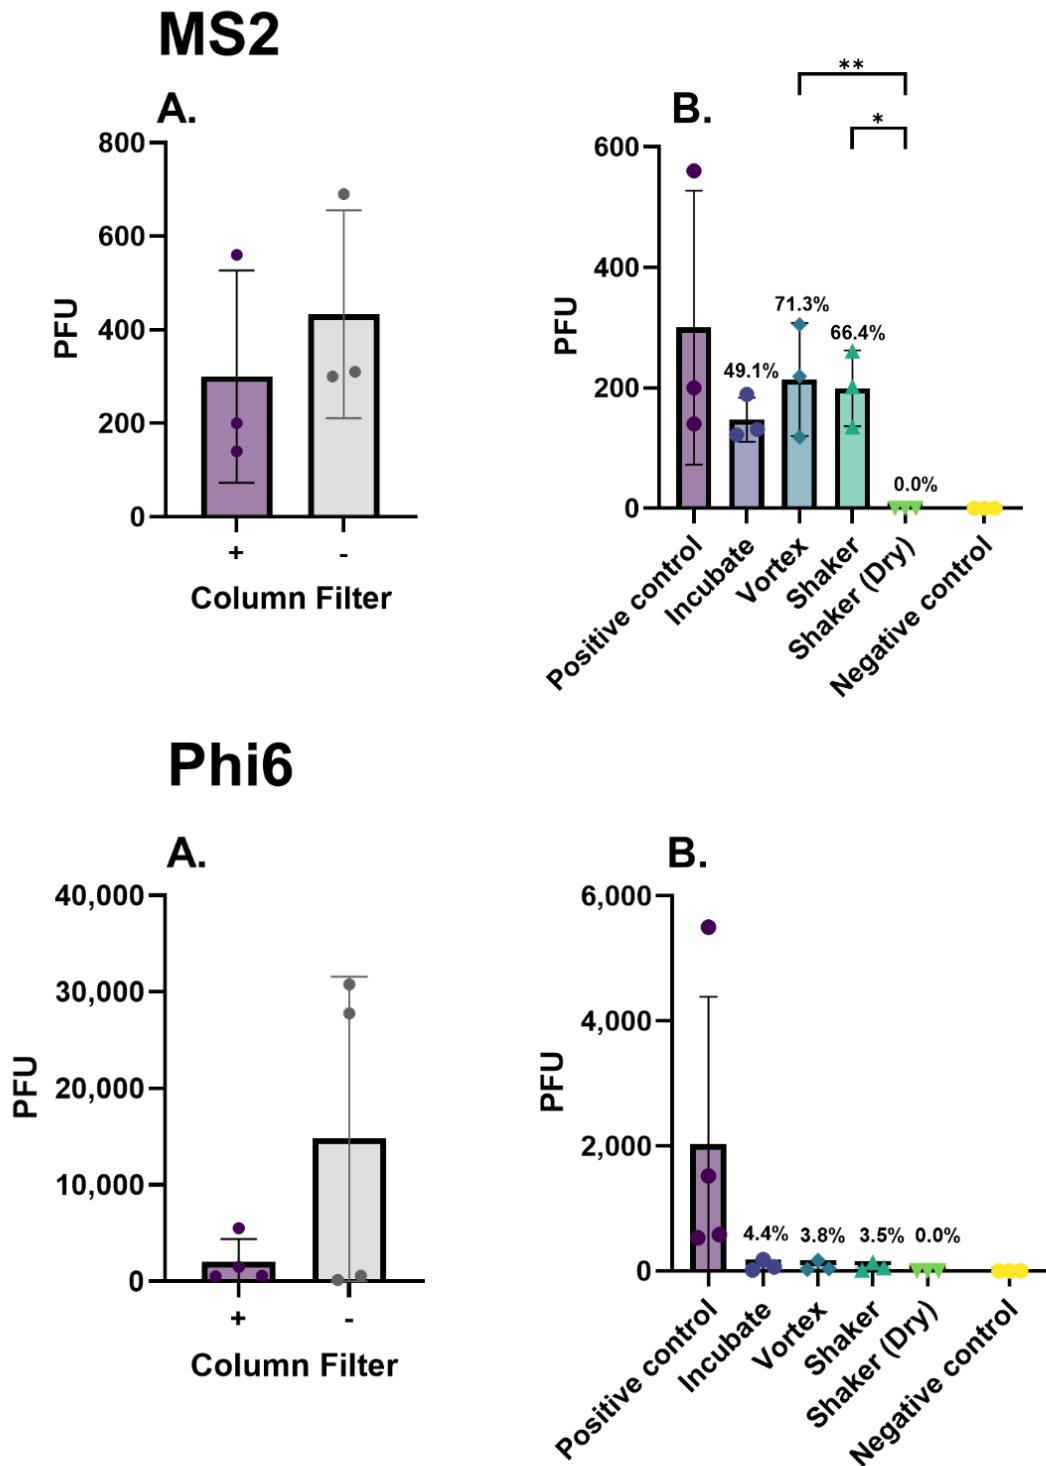 MS2
A.
800
600
400
200
0
PFU
+ -
Column Filter
B.
** 
*
600
400
200
0
PFU
49.1%
71.3%
66.4%
0.0%
Positive control
Incubate
Vortex
Shaker
Shaker (Dry)
Negative control
Phi6
A.
40,000
30,000
20,000
10,000
0
PFU
+ -
Column Filter
B.
6,000
4,000
2,000
0
PFU
4.4% 3.8% 3.5% 0.0%
Positive control
Incubate
Vortex
Shaker
Shaker (Dry)
Negative control